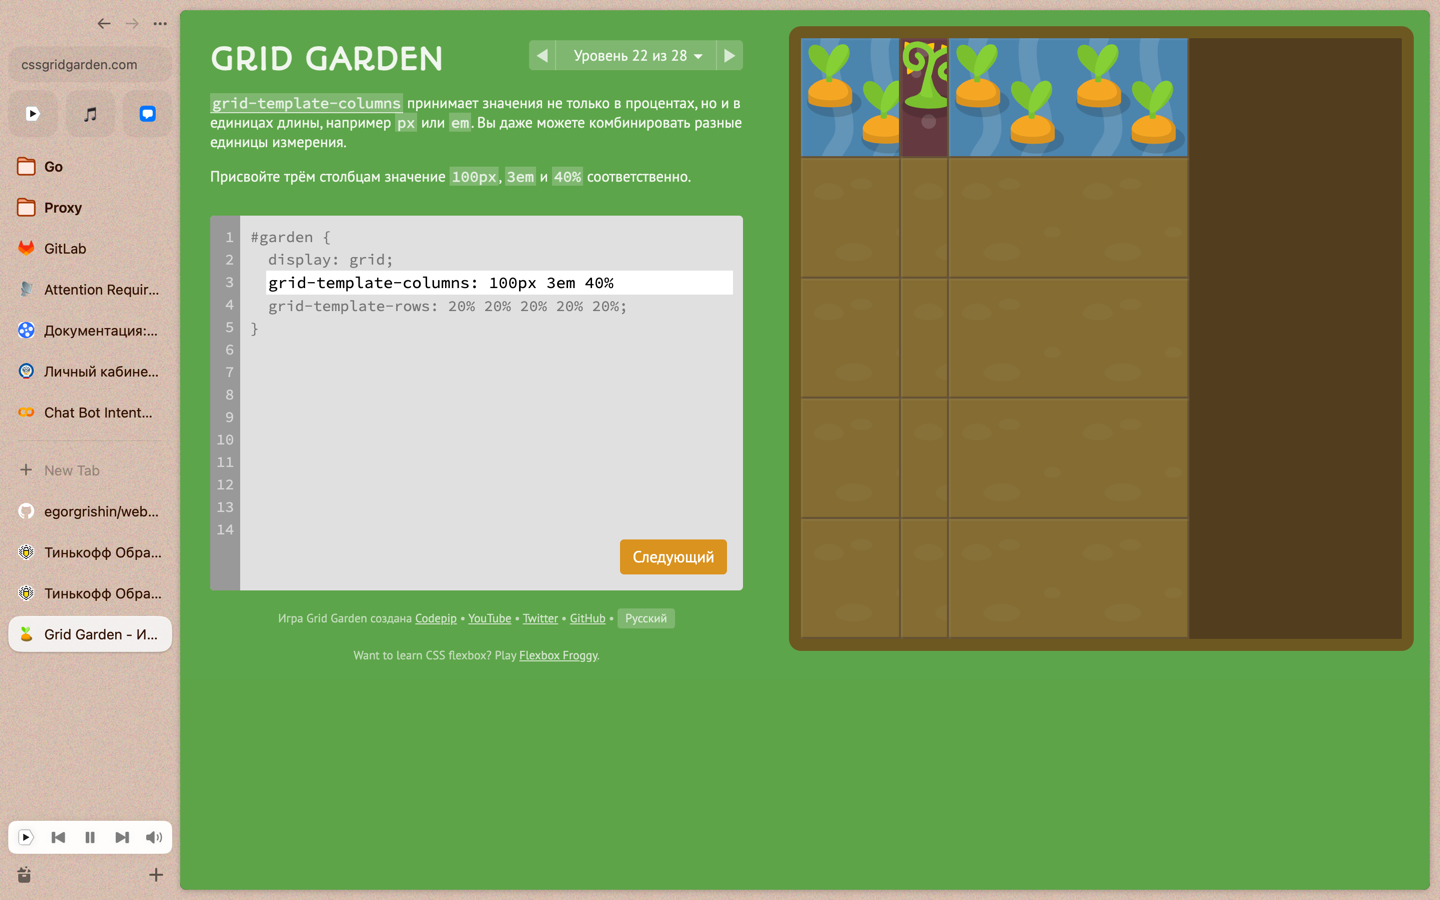 cssgridgarden.com
Go
Proxy
GitLab
Attention Requir...
Документация:...
Личный кабине...
Chat Bot Intent...
New Tab
egorgrishin/web...
Тинькофф Обра...
Тинькофф Обра...
Grid Garden - И...
GRID GARDEN
Уровень 22 из 28
grid-template-columns принимает значения не только в процентах, но и в
единицах длины, например px или em. Вы даже можете комбинировать разные
единицы измерения.
Присвойте трём столбцам значение 100px, 3em и 40% соответственно.
1 #garden {
2 display: grid;
3 grid-template-columns: 100px 3em 40%
4 grid-template-rows: 20% 20% 20% 20% 20%;
5 }
6
7
8
9
10
11
12
13
14
Следующий
Игра Grid Garden создана Codepip • YouTube • Twitter • GitHub • Русский
Want to learn CSS flexbox? Play Flexbox Froggy.